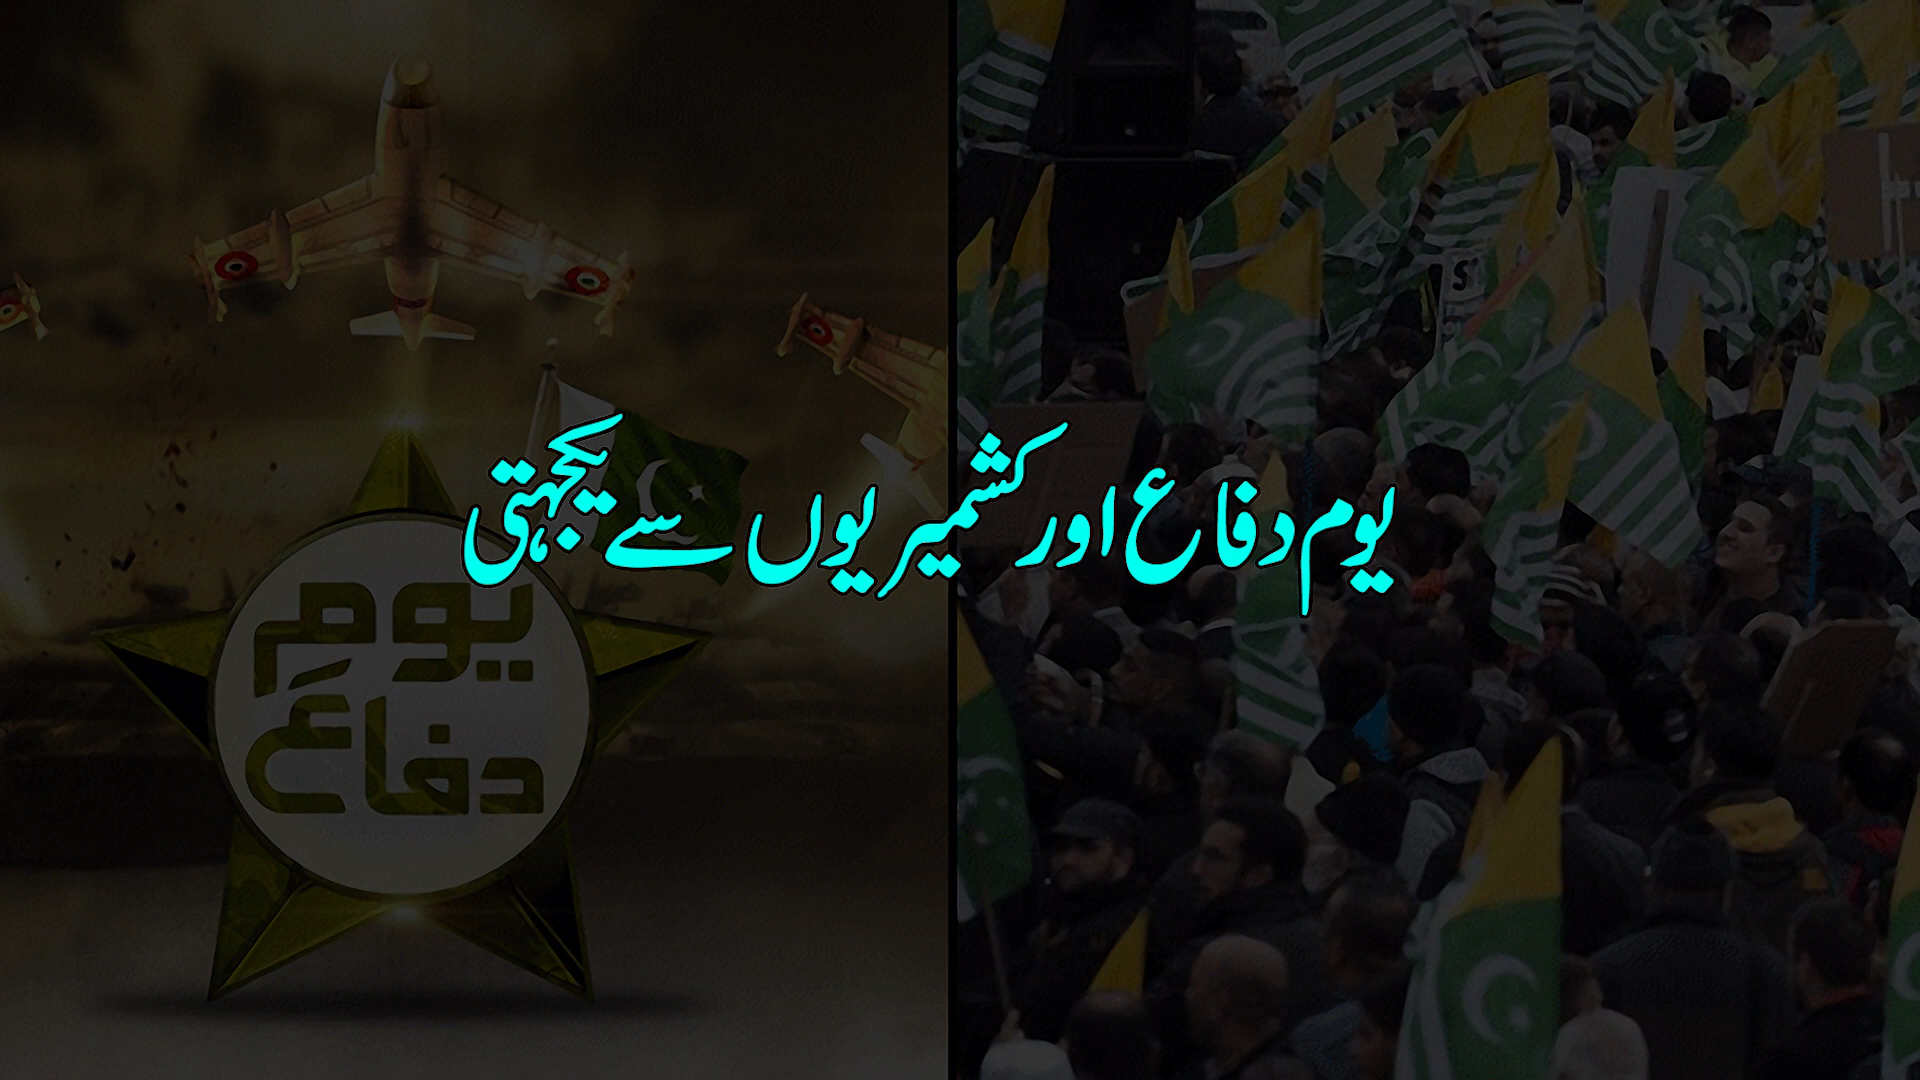 یوم دفاع اور کشمیریوں سے یکجہتی
یوم
دفاع